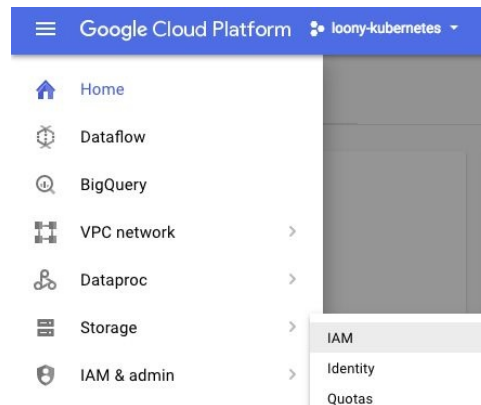 Google Cloud Platform loony-kubernetes
Home
Dataflow
BigQuery
VPC network
Dataproc
Storage
IAM & admin
IAM
Identity
Quotas